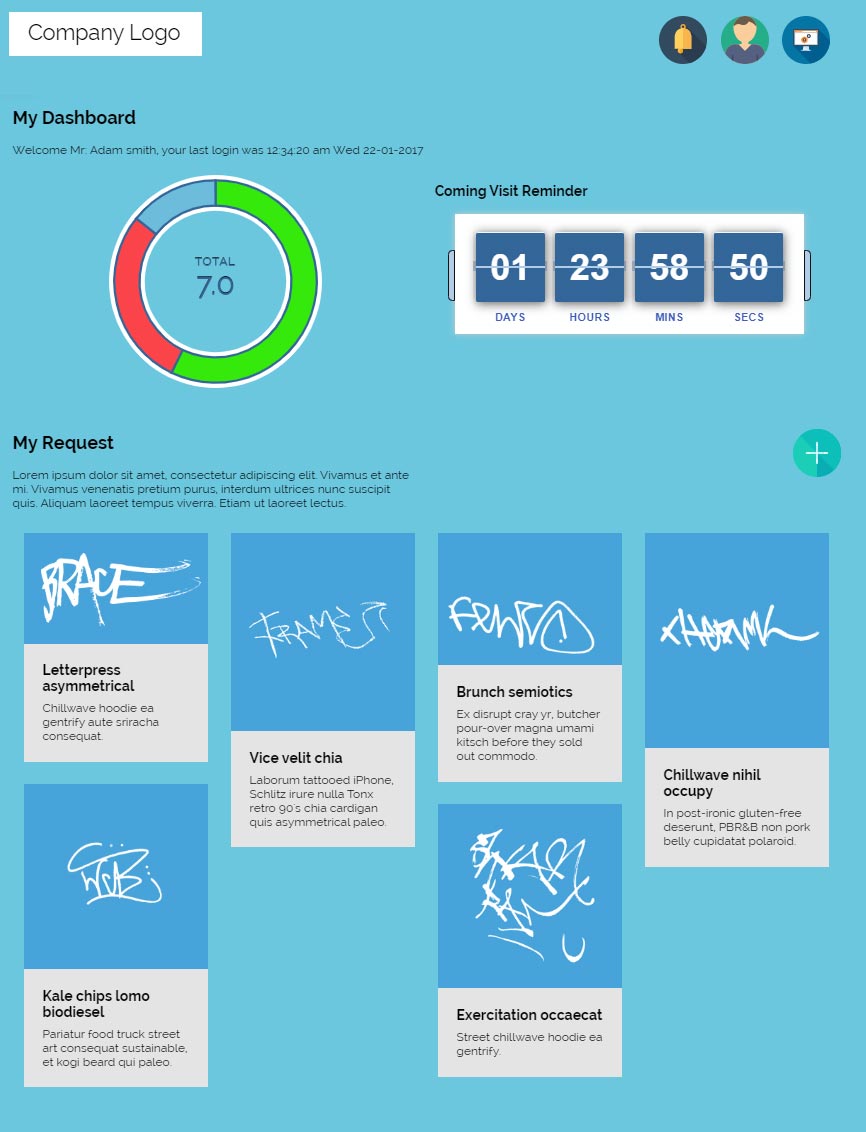 Company Logo
My Dashboard
Welcome Mr: Adam smith, your last login was 12:34:20 am Wed 22-01-2017
TOTAL
7.0
Coming Visit Reminder
01 23 58 50
DAYS HOURS MINS SECS
My Request
Lorem ipsum dolor sit amet, consectetur adipiscing elit. Vivamus et ante
mi. Vivamus venenatis pretium purus, interdum ultrices nunc suscipit
quis. Aliquam laoreet tempus viverra. Etiam ut laoreet lectus.
BRACE
Letterpress
asymmetrical
Chillwave hoodie ea
gentrify aute sriracha
consequat.
Vice velit chia
Laborum tattooed iPhone,
Schlitz irure nulla Tonx
retro 90's chia cardigan
quis asymmetrical paleo.
Brunch semiotics
Ex disrupt cray yr, butcher
pour-over magna umami
kitsch before they sold
out commodo.
Chillwave nihil
occupy
In post-ironic gluten-free
deserunt, PBR&B non pork
belly cupidatat polaroid.
Kale chips lomo
biodiesel
Pariatur food truck street
art consequat sustainable,
et kogi beard qui paleo.
Exercitation occaecat
Street chillwave hoodie ea
gentrify.